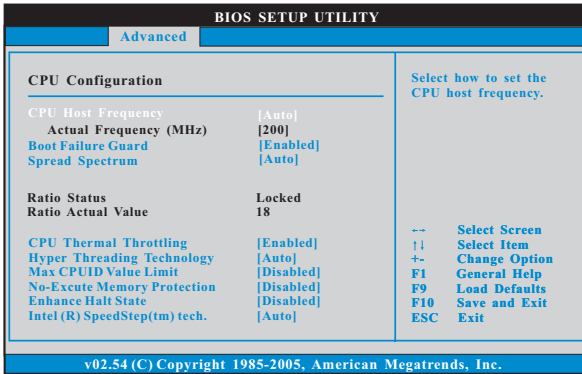 BIOS SETUP UTILITY
Advanced
CPU Configuration
CPU Host Frequency [Auto]
Actual Frequency (MHz) [200]
Boot Failure Guard [Enabled]
Spread Spectrum [Auto]
Ratio Status Locked
Ratio Actual Value 18
CPU Thermal Throttling [Enabled]
Hyper Threading Technology [Auto]
Max CPUID Value Limit [Disabled]
No-Excute Memory Protection [Disabled]
Enhance Halt State [Disabled]
Intel (R) SpeedStep(tm) tech. [Auto]
Select how to set the
CPU host frequency.
←→ Select Screen
↑↓ Select Item
+- Change Option
F1 General Help
F9 Load Defaults
F10 Save and Exit
ESC Exit
v02.54 (C) Copyright 1985-2005, American Megatrends, Inc.